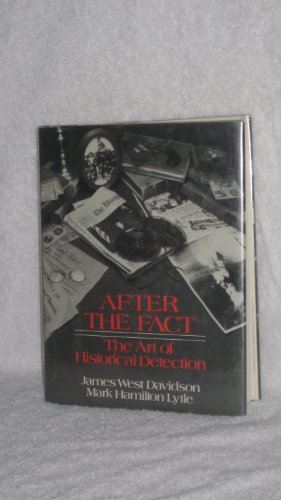 AFTER
THE FACT
The Art of
Historical Detection
James West Davidson
Mark Hamilton Lytle